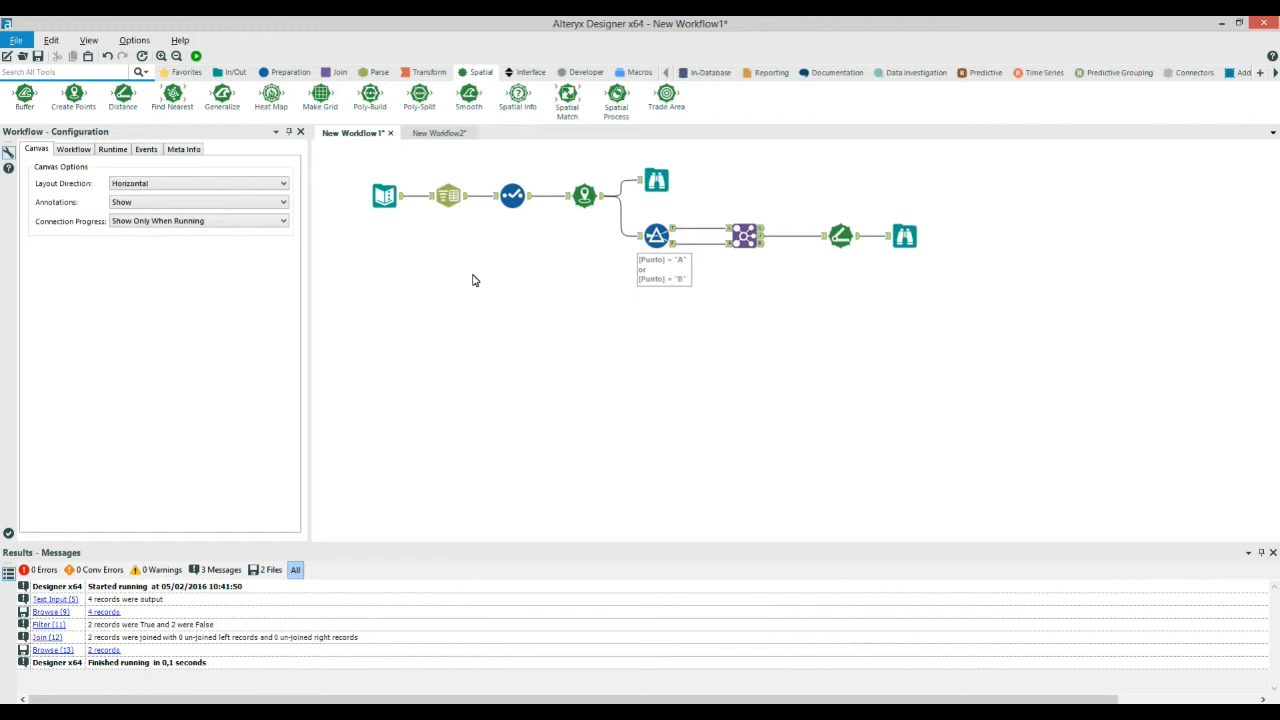 Alteryx Designer x64 - New Workflow1*
File Edit View Options Help
Search All Tools Favorites In/Out Preparation Join Parse Transform Spatial Interface Developer Macros In-Database Reporting Documentation Data Investigation Predictive Time Series Predictive Grouping Connectors Add
Buffer Create Points Distance Find Nearest Generalize Heat Map Make Grid Poly-Build Poly-Split Smooth Spatial Info Spatial Match Spatial Process Trade Area
Workflow - Configuration
New Workflow1* New Workflow2*
Canvas Workflow Runtime Events Meta Info
Canvas Options
Layout Direction: Horizontal
Annotations: Show
Connection Progress: Show Only When Running
[Punto] = "A"
or
[Punto] = "B"
Results - Messages
0 Errors 0 Conv Errors 0 Warnings 3 Messages 2 Files All
Designer x64 Started running at 05/02/2016 10:41:50
Text Input (5) 4 records were output
Browse (9) 4 records
Filter (11) 2 records were True and 2 were False
Join (12) 2 records were joined with 0 un-joined left records and 0 un-joined right records
Browse (13) 2 records
Designer x64 Finished running in 0,1 seconds